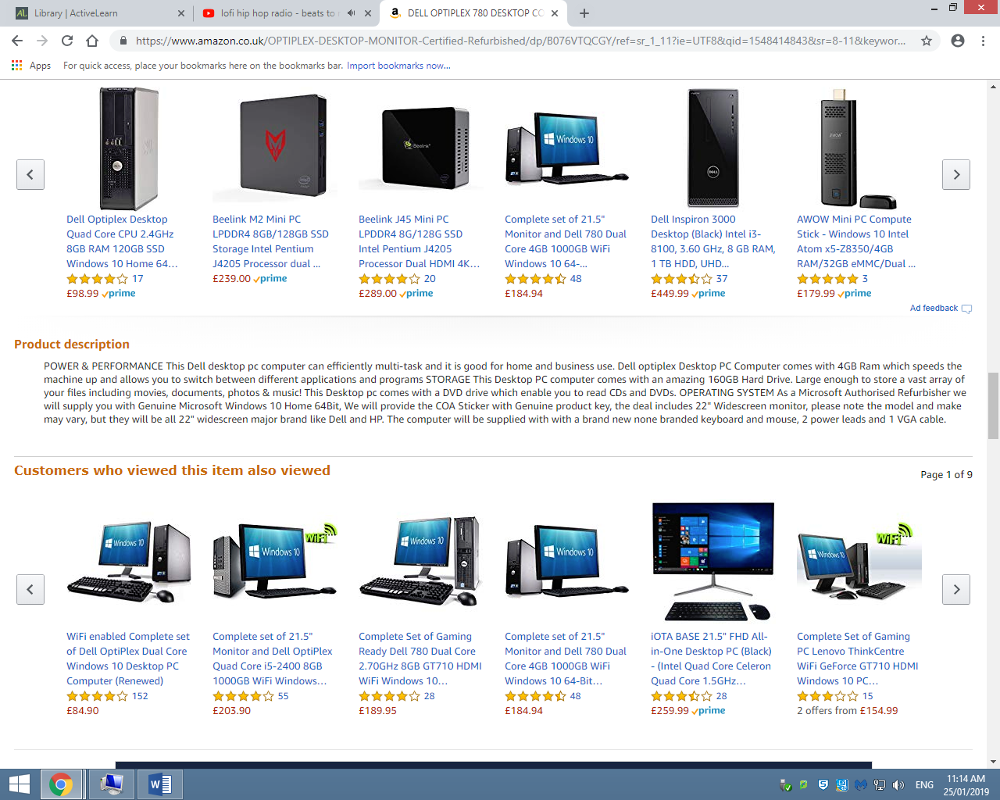 Library | ActiveLearn
lofi hip hop radio - beats to r
DELL OPTIPLEX 780 DESKTOP CO
https://www.amazon.co.uk/OPTIPLEX-DESKTOP-MONITOR-Certified-Refurbished/dp/B076VTQCGY/ref=sr_1_11?ie=UTF8&qid=1548414843&sr=8-11&keywor...
Apps For quick access, place your bookmarks here on the bookmarks bar. Import bookmarks now...
Dell Optiplex Desktop
Quad Core CPU 2.4GHz
8GB RAM 120GB SSD
Windows 10 Home 64...
17
£98.99 prime
Beelink M2 Mini PC
LPDDR4 8GB/128GB SSD
Storage Intel Pentium
J4205 Processor dual ...
£239.00 prime
Beelink
Beelink J45 Mini PC
LPDDR4 8G/128G SSD
Intel Pentium J4205
Processor Dual HDMI 4K...
20
£289.00 prime
Windows 10
Complete set of 21.5"
Monitor and Dell 780 Dual
Core 4GB 1000GB WiFi
Windows 10 64-...
48
£184.94
DELL
Dell Inspiron 3000
Desktop (Black) Intel i3-
8100, 3.60 GHz, 8 GB RAM,
1 TB HDD, UHD...
37
£449.99 prime
AWOW Mini PC Compute
Stick - Windows 10 Intel
Atom x5-Z8350/4GB
RAM/32GB eMMC/Dual ...
3
£179.99 prime
Ad feedback
Product description
POWER & PERFORMANCE This Dell desktop pc computer can efficiently multi-task and it is good for home and business use. Dell optiplex Desktop PC Computer comes with 4GB Ram which speeds the
machine up and allows you to switch between different applications and programs STORAGE This Desktop PC computer comes with an amazing 160GB Hard Drive. Large enough to store a vast array of
your files including movies, documents, photos & music! This Desktop pc comes with a DVD drive which enable you to read CDs and DVDs. OPERATING SYSTEM As a Microsoft Authorised Refurbisher we
will supply you with Genuine Microsoft Windows 10 Home 64Bit, We will provide the COA Sticker with Genuine product key, the deal includes 22" Widescreen monitor, please note the model and make
may vary, but they will be all 22" widescreen major brand like Dell and HP. The computer will be supplied with with a brand new none branded keyboard and mouse, 2 power leads and 1 VGA cable.
Customers who viewed this item also viewed
Page 1 of 9
Windows 10
WiFi enabled Complete set
of Dell OptiPlex Dual Core
Windows 10 Desktop PC
Computer (Renewed)
152
£84.90
WiFi
Windows 10
Complete set of 21.5"
Monitor and Dell OptiPlex
Quad Core i5-2400 8GB
1000GB WiFi Windows...
55
£203.90
Windows 10
Complete Set of Gaming
Ready Dell 780 Dual Core
2.70GHz 8GB GT710 HDMI
WiFi Windows 10...
28
£189.95
Windows 10
Complete set of 21.5"
Monitor and Dell 780 Dual
Core 4GB 1000GB WiFi
Windows 10 64-Bit...
48
£184.94
iOTA BASE 21.5" FHD All-
in-One Desktop PC (Black)
- (Intel Quad Core Celeron
Quad Core 1.5GHz...
28
£259.99 prime
WiFi
Windows 10
Complete Set of Gaming
PC Lenovo ThinkCentre
WiFi GeForce GT710 HDMI
Windows 10 PC...
15
2 offers from £154.99
ENG
11:14 AM
25/01/2019